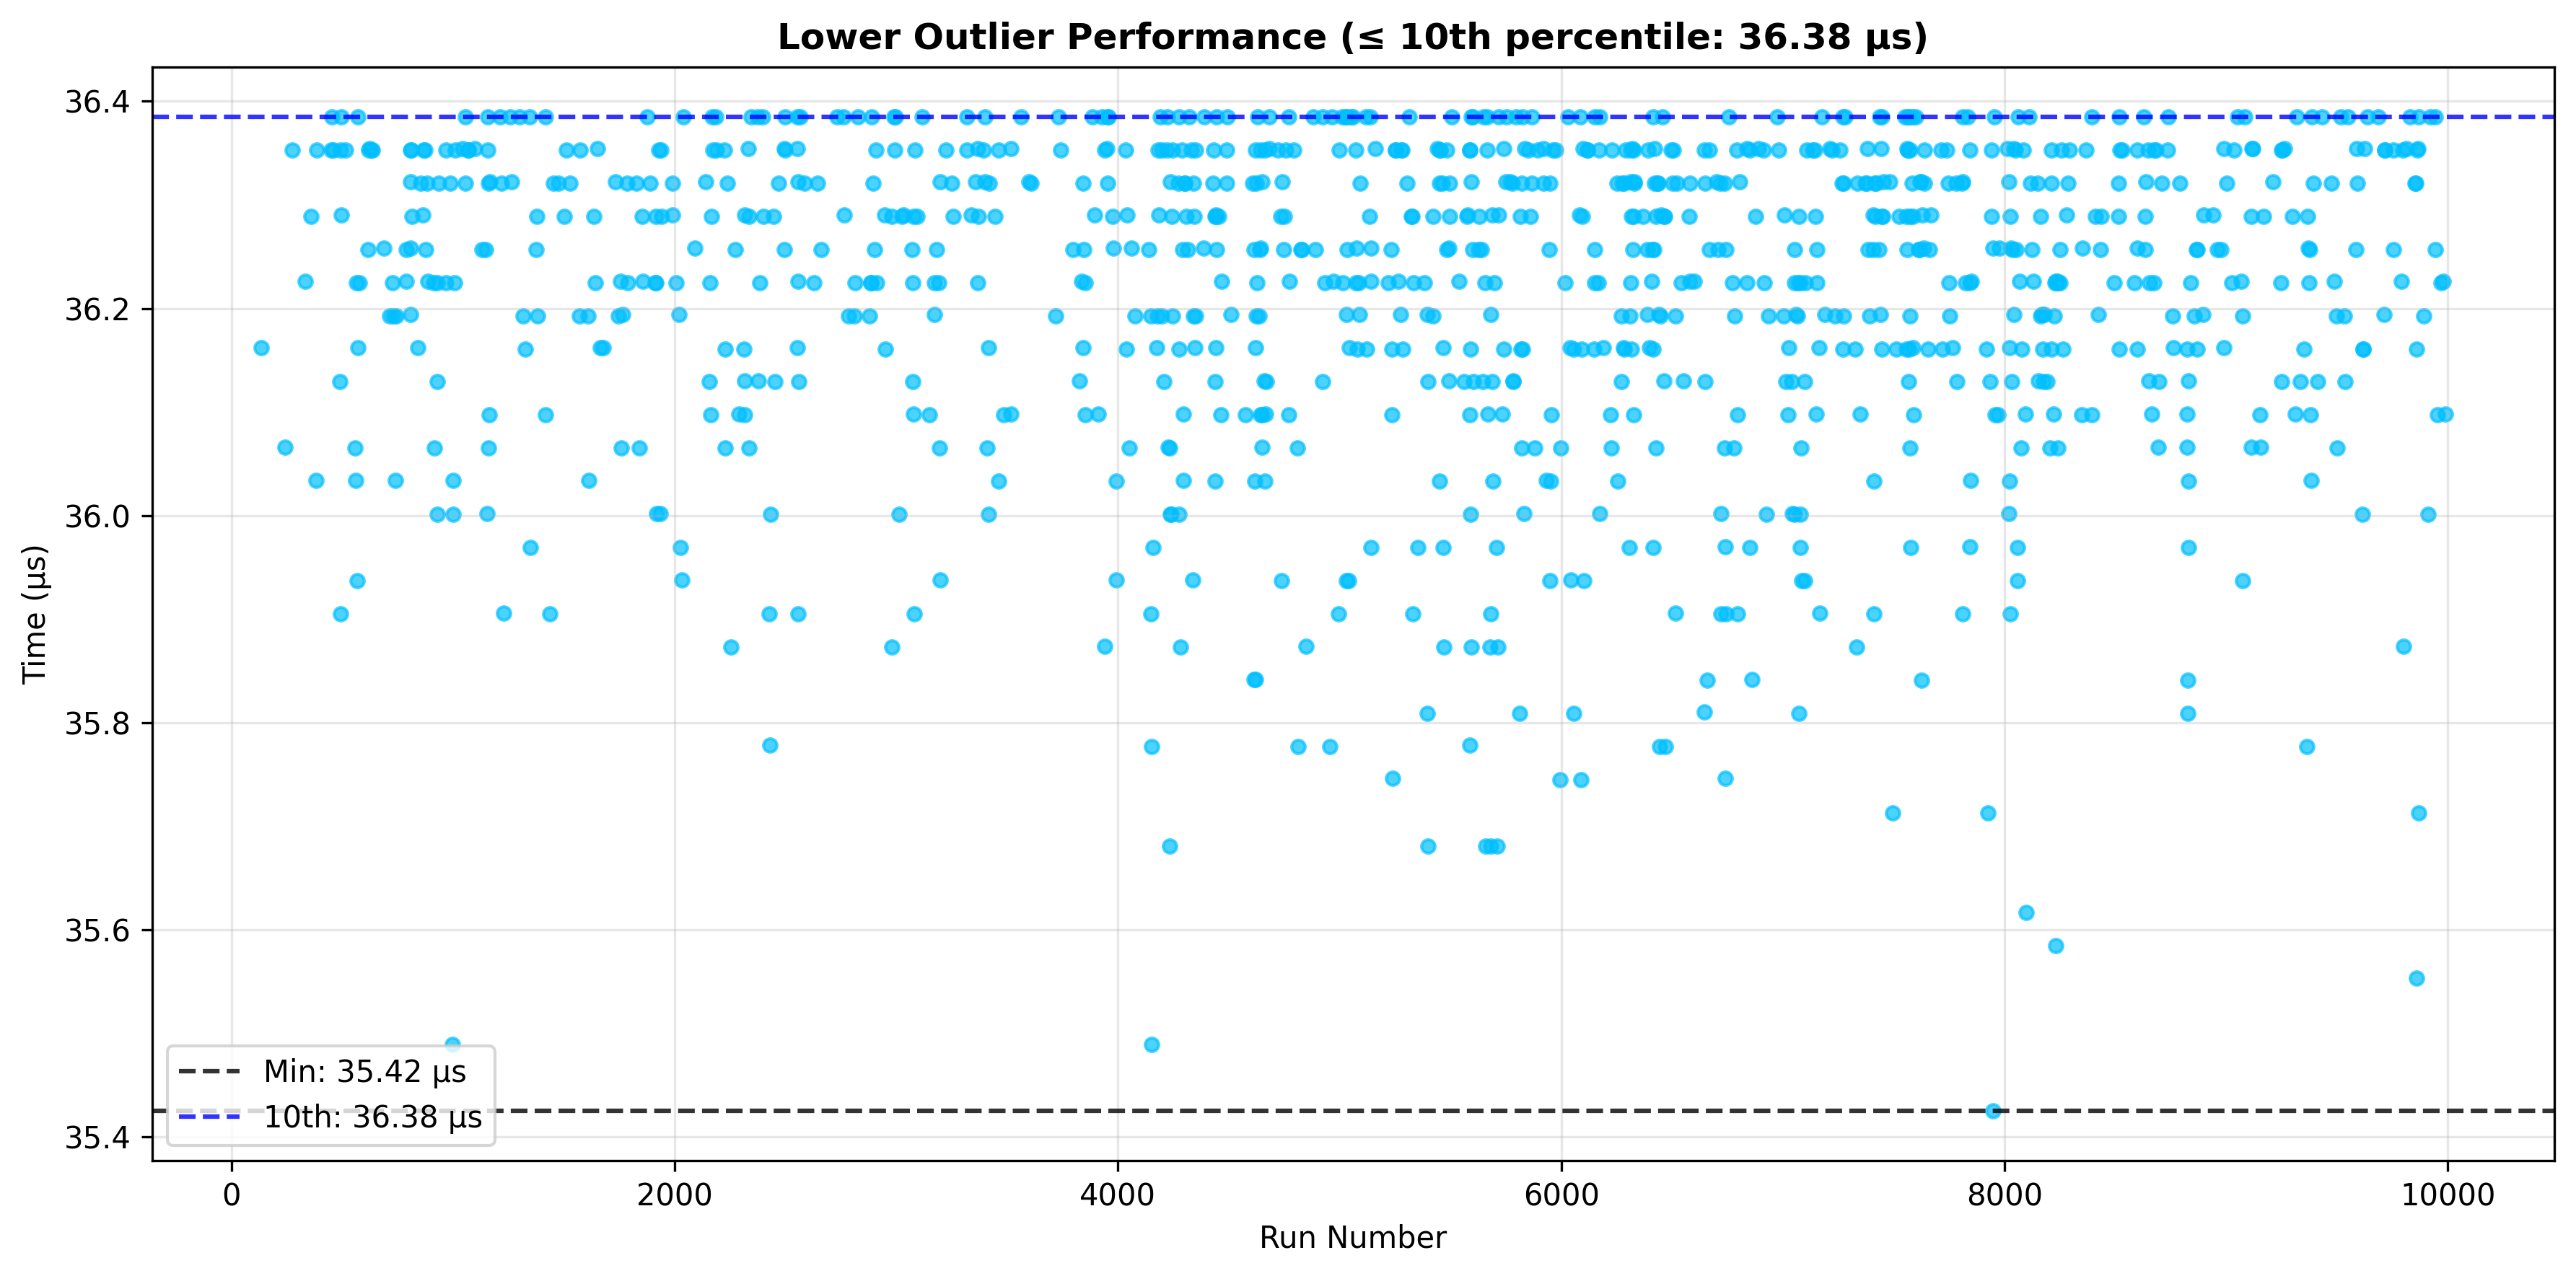 Lower Outlier Performance (≤ 10th percentile: 36.38 µs)
36.4
36.2
36.0
35.8
35.6
35.4
Time (µs)
Min: 35.42 µs
10th: 36.38 µs
0
2000
4000
6000
8000
10000
Run Number